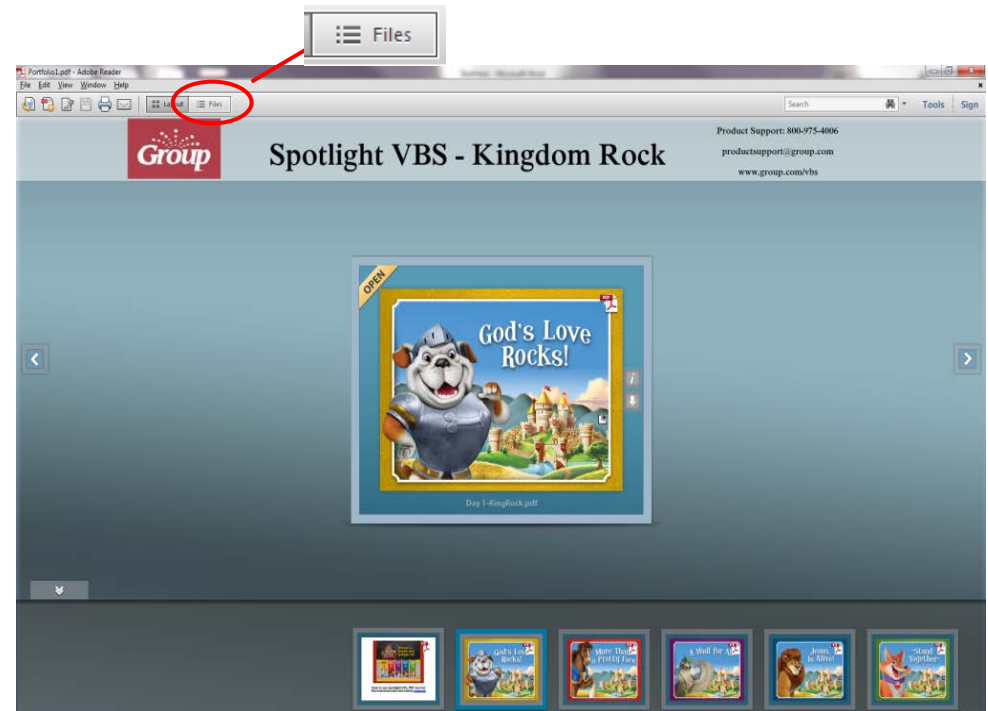 Files
Portfolio1.pdf - Adobe Reader
File Edit View Window Help
Layout Files
Search
Tools Sign
Group
Spotlight VBS - Kingdom Rock
Product Support: 800-975-4006
productsupport@group.com
www.group.com/vbs
OPEN
PDF
God's Love
Rocks!
Day 1-KingRock.pdf
God's Love
Rocks!
More Than
a Pretty Face
A Wall for All
Jesus
Is Alive!
Stand
Together